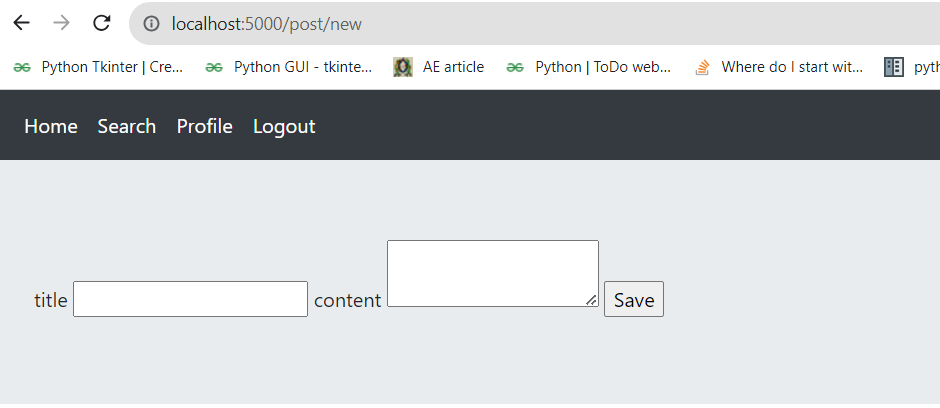 localhost:5000/post/new
Python Tkinter | Cre... Python GUI - tkinte... AE article Python | ToDo web... Where do I start wit... pyth
Home Search Profile Logout
title content Save